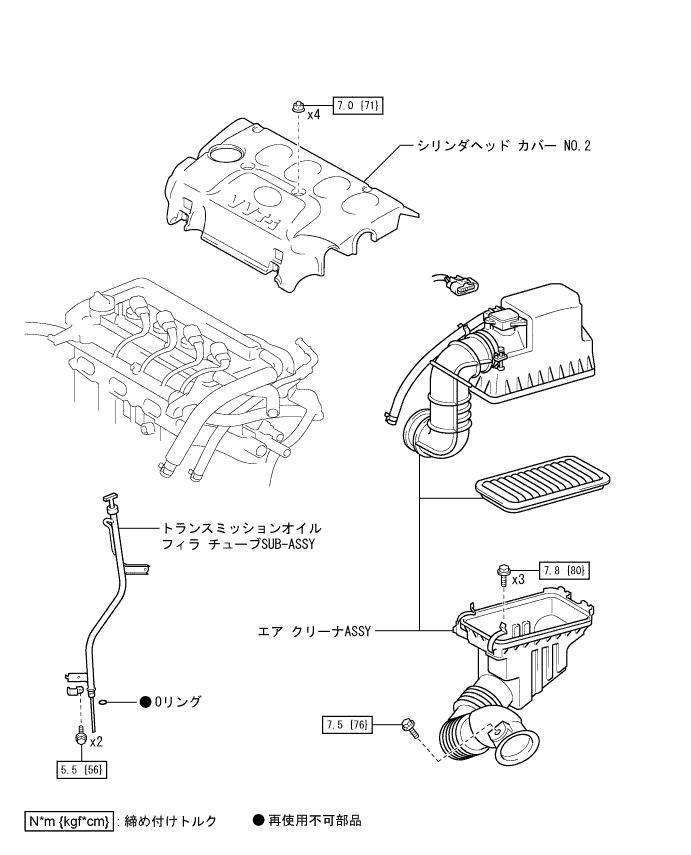 7.0 {71}
x4
シリンダヘッド カバー NO.2
VVT-i
トランスミッションオイル
フィラ チューブSUB-ASSY
7.8 {80}
x3
エア クリーナASSY
●Oリング
7.5 {76}
x2
5.5 {56}
N*m {kgf*cm} : 締め付けトルク
●再使用不可部品